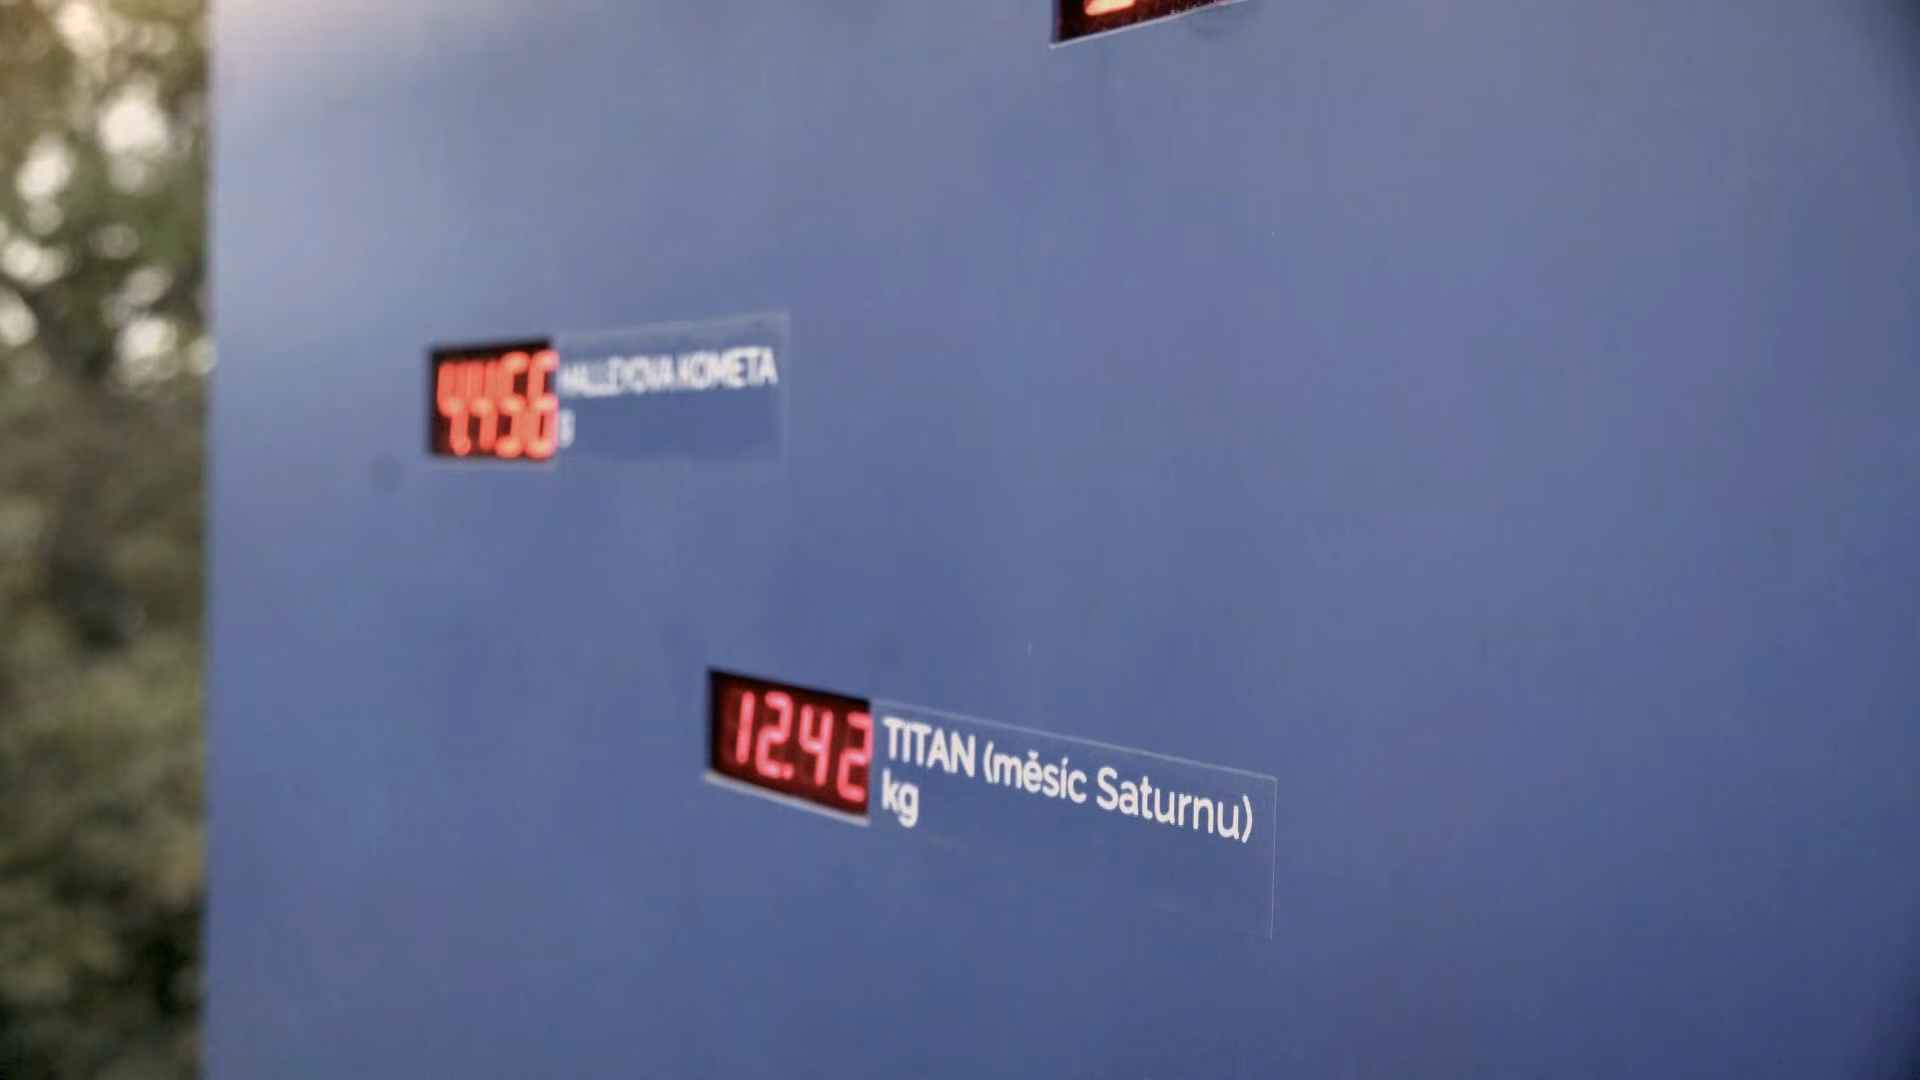 4.456 HALLEYOVA KOMETA
g
12.42 TITAN (měsíc Saturnu)
kg